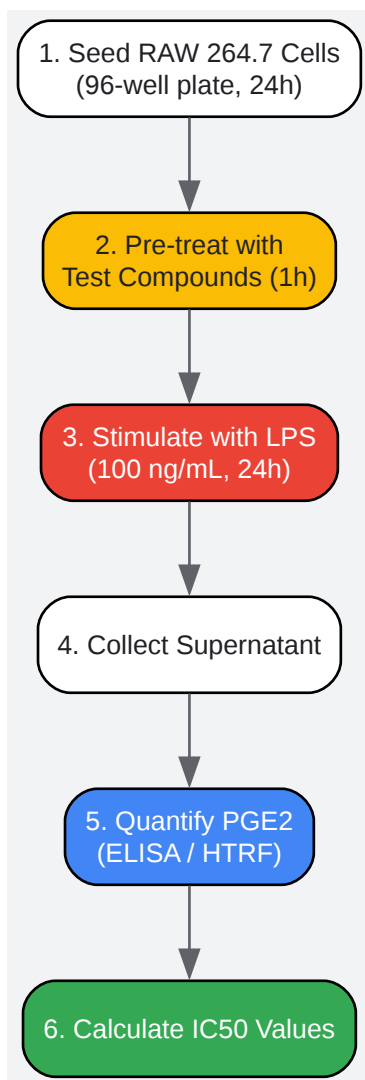 1. Seed RAW 264.7 Cells
(96-well plate, 24h)
2. Pre-treat with
Test Compounds (1h)
3. Stimulate with LPS
(100 ng/mL, 24h)
4. Collect Supernatant
5. Quantify PGE2
(ELISA / HTRF)
6. Calculate IC50 Values